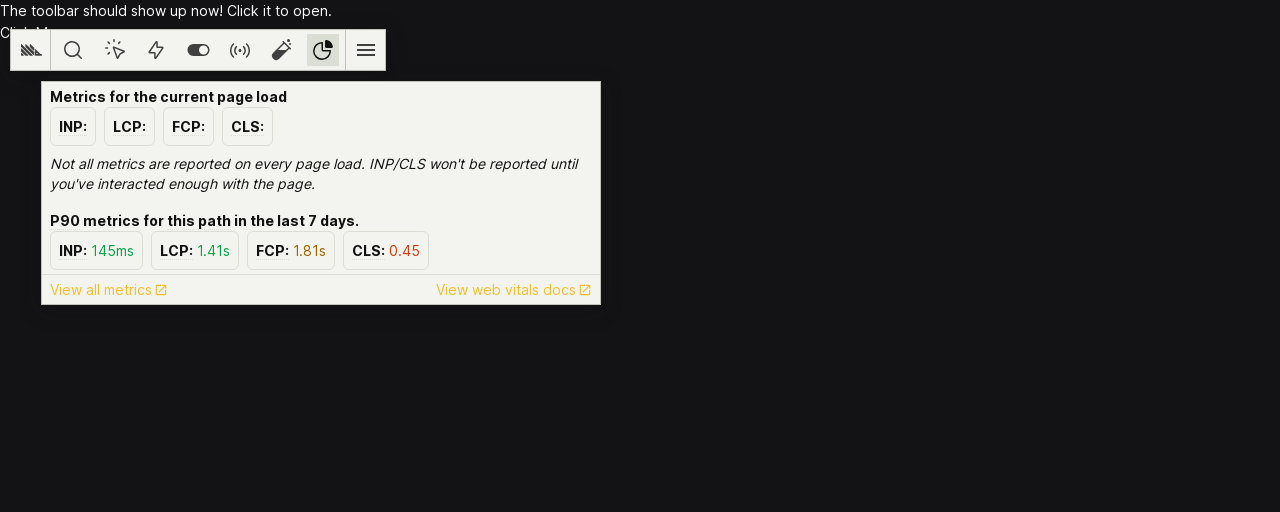 The toolbar should show up now! Click it to open.
Metrics for the current page load
INP: LCP: FCP: CLS:
Not all metrics are reported on every page load. INP/CLS won't be reported until
you've interacted enough with the page.
P90 metrics for this path in the last 7 days.
INP: 145ms LCP: 1.41s FCP: 1.81s CLS: 0.45
View all metrics View web vitals docs